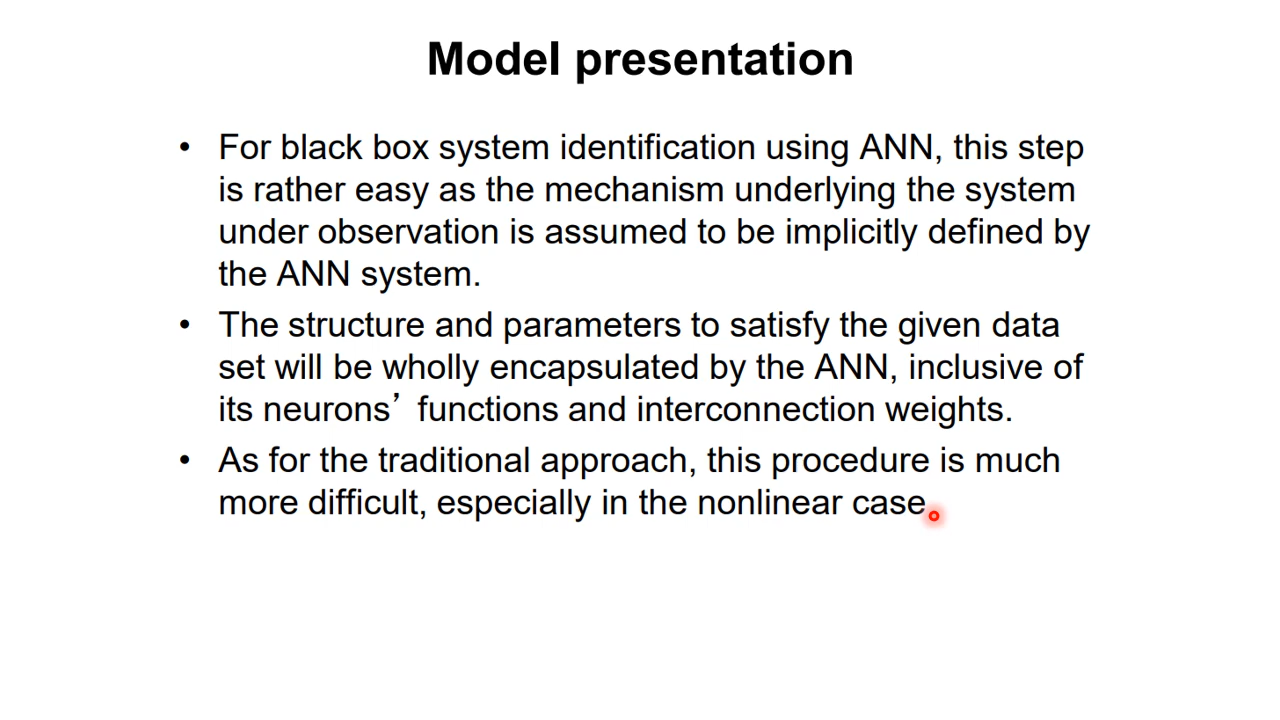 Model presentation
• For black box system identification using ANN, this step
is rather easy as the mechanism underlying the system
under observation is assumed to be implicitly defined by
the ANN system.
• The structure and parameters to satisfy the given data
set will be wholly encapsulated by the ANN, inclusive of
its neurons’ functions and interconnection weights.
• As for the traditional approach, this procedure is much
more difficult, especially in the nonlinear case.